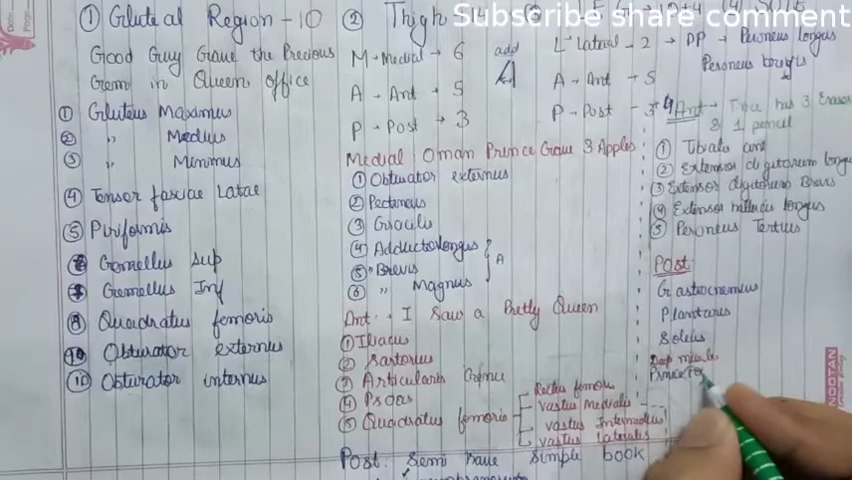 Subscribe share comment
① Gluteal Region - 10
Good Guy Gave the Precious
Gem in Queen Office
① Gluteus Maximus
② " Medius
③ " Minimus
④ Tensor fasciae Latae
⑤ Piriformis
Gemellus Sup
Gemellus Inf
⑧ Quadratus femoris
Obturator externus
⑩ Obturator internus
② Thigh
M - Medial → 6
A - Ant → 5
P - Post → 3
add
Medial: Oman Prince Gave 3 Apples
① Obturator externus
② Pectineus
③ Gracilis
④ Adductor longus
⑤ " Brevis
⑥ " Magnus
A
Ant: I Saw a Pretty Queen
① Iliacus
② Sartorius
③ Articularis Genu
④ Psoas
⑤ Quadratus femoris
Rectus femoris
Vastus Medialis
Vastus Intermedius
Vastus Lateralis
Post: Semi have Simple book
L - Lateral - 2 → PP → Peroneus longus
Peroneus brevis
A - Ant → 5
P - Post - 3+4
Ant → Tina has 3 Erasers
& 1 pencil
① Tibialis ant
② Extensor digitorum longus
③ Extensor digitorum Brevis
④ Extensor hallucis longus
⑤ Peroneus Tertius
Post
Gastrocnemius
Plantaris
Soleus
Deep muscles